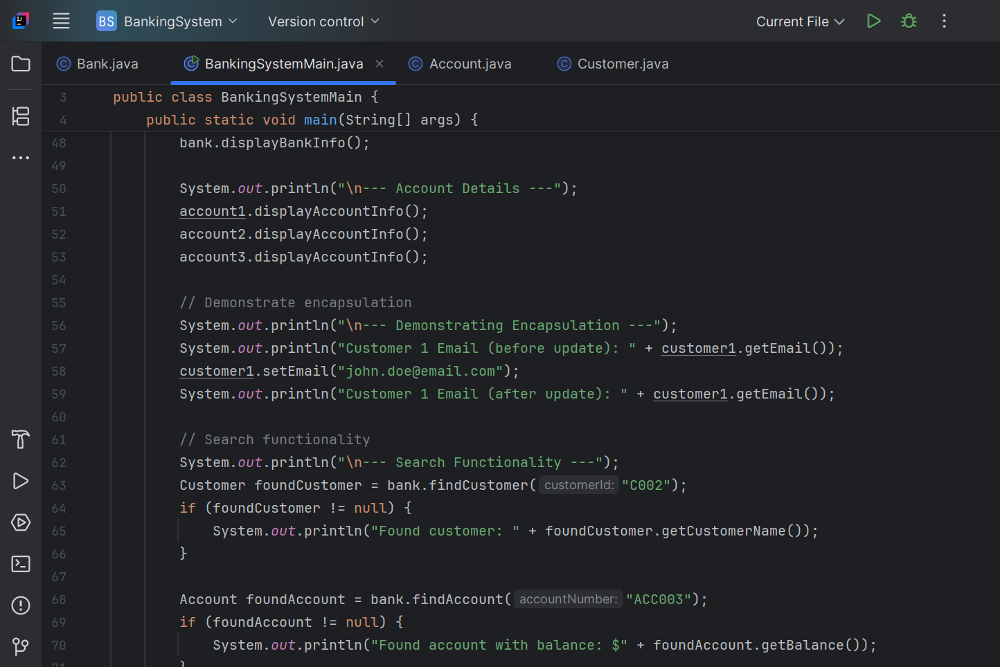 BS BankingSystem Version control Current File
Bank.java BankingSystemMain.java Account.java Customer.java
3 public class BankingSystemMain {
4 public static void main(String[] args) {
48 bank.displayBankInfo();
49
50 System.out.println("\n--- Account Details ---");
51 account1.displayAccountInfo();
52 account2.displayAccountInfo();
53 account3.displayAccountInfo();
54
55 // Demonstrate encapsulation
56 System.out.println("\n--- Demonstrating Encapsulation ---");
57 System.out.println("Customer 1 Email (before update): " + customer1.getEmail());
58 customer1.setEmail("john.doe@email.com");
59 System.out.println("Customer 1 Email (after update): " + customer1.getEmail());
60
61 // Search functionality
62 System.out.println("\n--- Search Functionality ---");
63 Customer foundCustomer = bank.findCustomer( customerId: "C002");
64 if (foundCustomer != null) {
65 System.out.println("Found customer: " + foundCustomer.getCustomerName());
66 }
67
68 Account foundAccount = bank.findAccount( accountNumber: "ACC003");
69 if (foundAccount != null) {
70 System.out.println("Found account with balance: $" + foundAccount.getBalance());
71 }